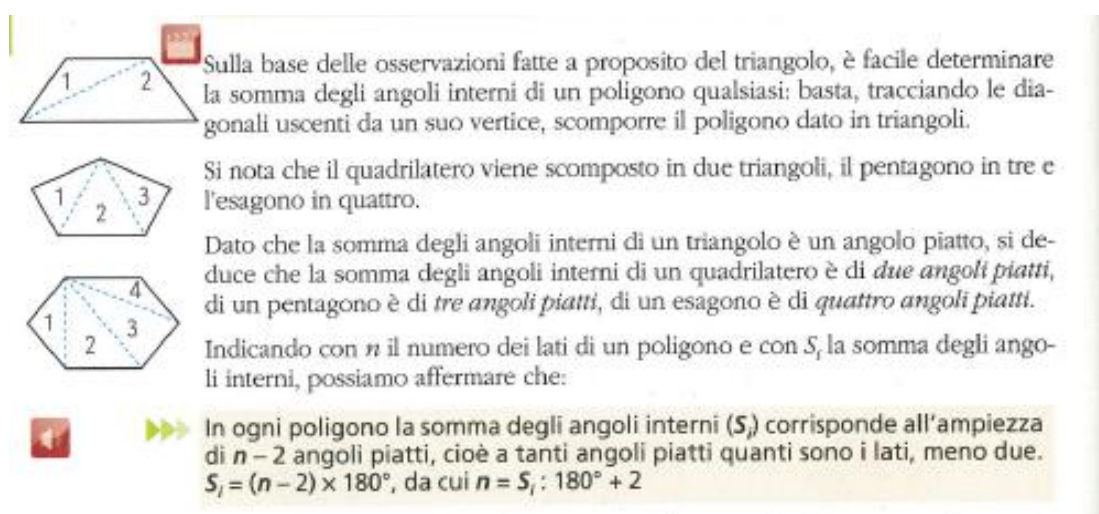 1 2
Sulla base delle osservazioni fatte a proposito del triangolo, è facile determinare
la somma degli angoli interni di un poligono qualsiasi: basta, tracciando le dia-
gonali uscenti da un suo vertice, scomporre il poligono dato in triangoli.
1 2 3
Si nota che il quadrilatero viene scomposto in due triangoli, il pentagono in tre e
l'esagono in quattro.
Dato che la somma degli angoli interni di un triangolo è un angolo piatto, si de-
duce che la somma degli angoli interni di un quadrilatero è di due angoli piatti,
di un pentagono è di tre angoli piatti, di un esagono è di quattro angoli piatti.
1 2 3 4
Indicando con n il numero dei lati di un poligono e con Si la somma degli ango-
li interni, possiamo affermare che:
In ogni poligono la somma degli angoli interni (Si) corrisponde all'ampiezza
di n – 2 angoli piatti, cioè a tanti angoli piatti quanti sono i lati, meno due.
Si = (n – 2) × 180°, da cui n = Si : 180° + 2